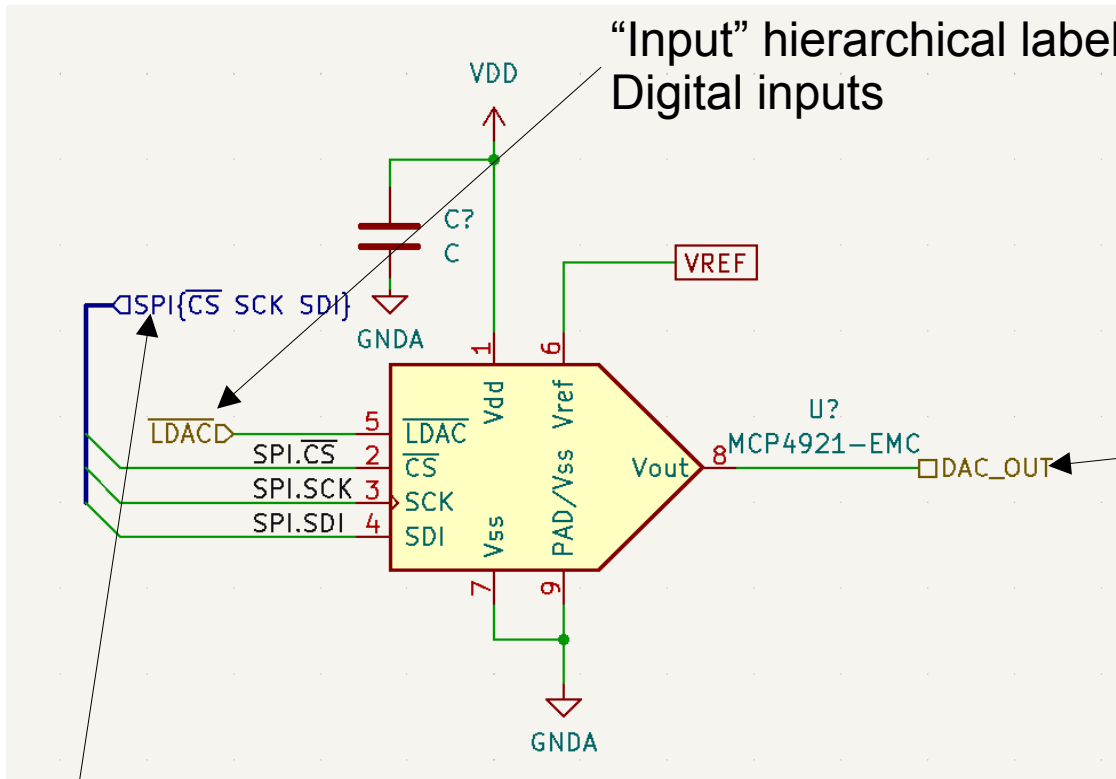 “Input” hierarchical label
Digital inputs
VDD
C?
C
VREF
SPI{CS SCK SDI}
GNDA
1
6
Vdd
Vref
U?
MCP4921-EMC
LDAC
5
LDAC
SPI.CS
2
CS
Vout
8
DAC_OUT
SPI.SCK
3
SCK
SPI.SDI
4
SDI
Vss
PAD/Vss
7
9
GNDA